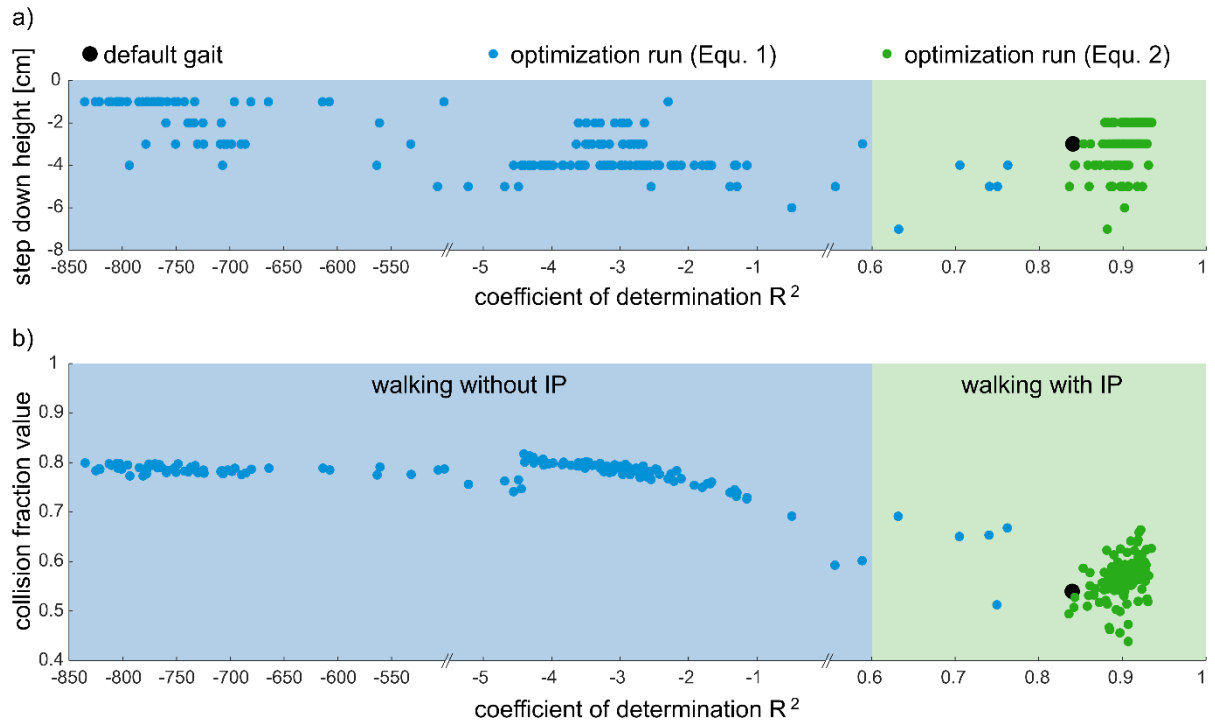 a)
default gait
optimization run (Equ. 1)
optimization run (Equ. 2)
step down height [cm]
0
-2
-4
-6
-8
-850 -800 -750 -700 -650 -600 -550 // -5 -4 -3 -2 -1 // 0.6 0.7 0.8 0.9 1
coefficient of determination R²
b)
collision fraction value
1
0.9
0.8
0.7
0.6
0.5
0.4
walking without IP
walking with IP
-850 -800 -750 -700 -650 -600 -550 // -5 -4 -3 -2 -1 // 0.6 0.7 0.8 0.9 1
coefficient of determination R²